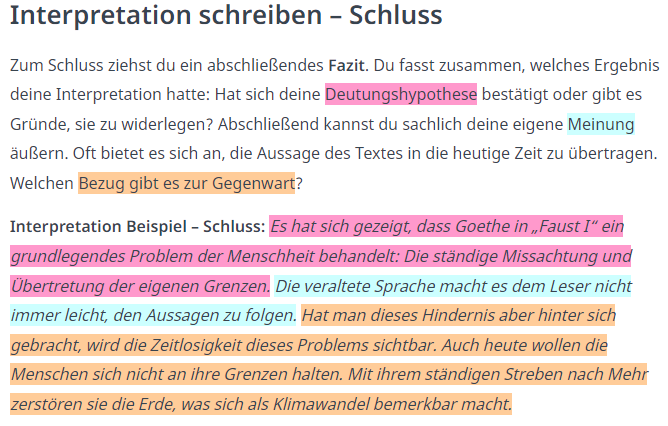 Interpretation schreiben – Schluss
Zum Schluss ziehst du ein abschließendes Fazit. Du fasst zusammen, welches Ergebnis
deine Interpretation hatte: Hat sich deine Deutungshypothese bestätigt oder gibt es
Gründe, sie zu widerlegen? Abschließend kannst du sachlich deine eigene Meinung
äußern. Oft bietet es sich an, die Aussage des Textes in die heutige Zeit zu übertragen.
Welchen Bezug gibt es zur Gegenwart?
Interpretation Beispiel – Schluss: Es hat sich gezeigt, dass Goethe in „Faust I“ ein
grundlegendes Problem der Menschheit behandelt: Die ständige Missachtung und
Übertretung der eigenen Grenzen. Die veraltete Sprache macht es dem Leser nicht
immer leicht, den Aussagen zu folgen. Hat man dieses Hindernis aber hinter sich
gebracht, wird die Zeitlosigkeit dieses Problems sichtbar. Auch heute wollen die
Menschen sich nicht an ihre Grenzen halten. Mit ihrem ständigen Streben nach Mehr
zerstören sie die Erde, was sich als Klimawandel bemerkbar macht.